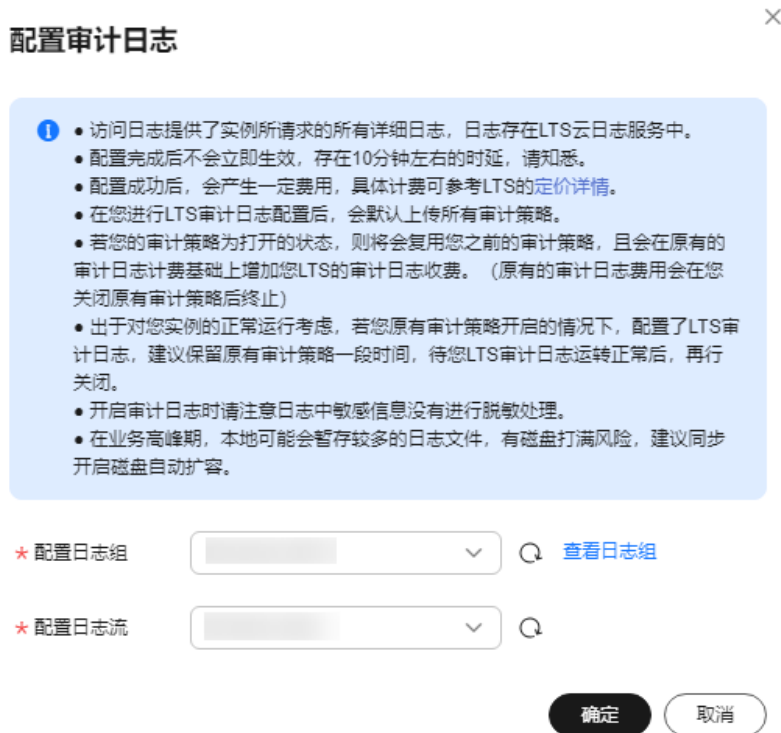 配置审计日志
● 访问日志提供了实例所请求的所有详细日志，日志存在LTS云日志服务中。
● 配置完成后不会立即生效，存在10分钟左右的时延，请知悉。
● 配置成功后，会产生一定费用，具体计费可参考LTS的定价详情。
● 在您进行LTS审计日志配置后，会默认上传所有审计策略。
● 若您的审计策略为打开的状态，则将会复用您之前的审计策略，且会在原有的
审计日志计费基础上增加您LTS的审计日志收费。（原有的审计日志费用会在您
关闭原有审计策略后终止）
● 出于对您实例的正常运行考虑，若您原有审计策略开启的情况下，配置了LTS审
计日志，建议保留原有审计策略一段时间，待您LTS审计日志运转正常后，再行
关闭。
● 开启审计日志时请注意日志中敏感信息没有进行脱敏处理。
● 在业务高峰期，本地可能会暂存较多的日志文件，有磁盘打满风险，建议同步
开启磁盘自动扩容。
* 配置日志组 查看日志组
* 配置日志流
确定 取消